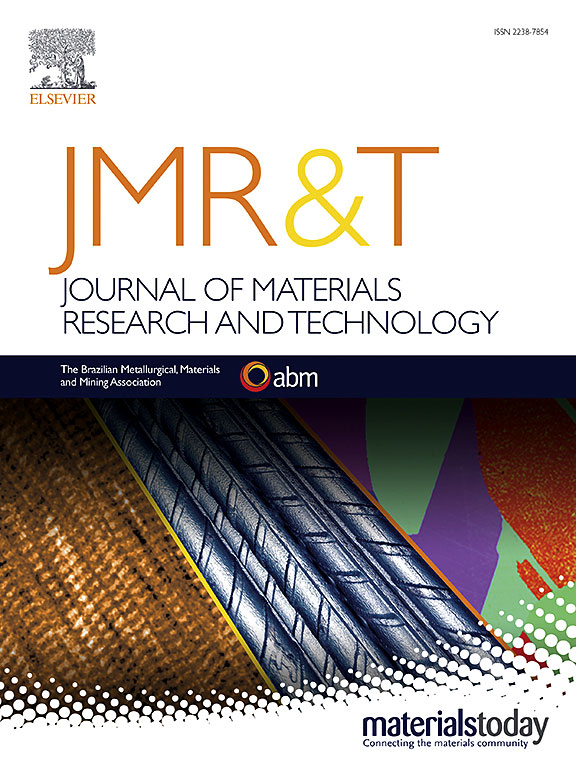 ISSN 2238-7854
ELSEVIER
JMR&T
JOURNAL OF MATERIALS
RESEARCH AND TECHNOLOGY
The Brazilian Metallurgical, Materials
and Mining Association
abm
materialstoday
Connecting the materials community